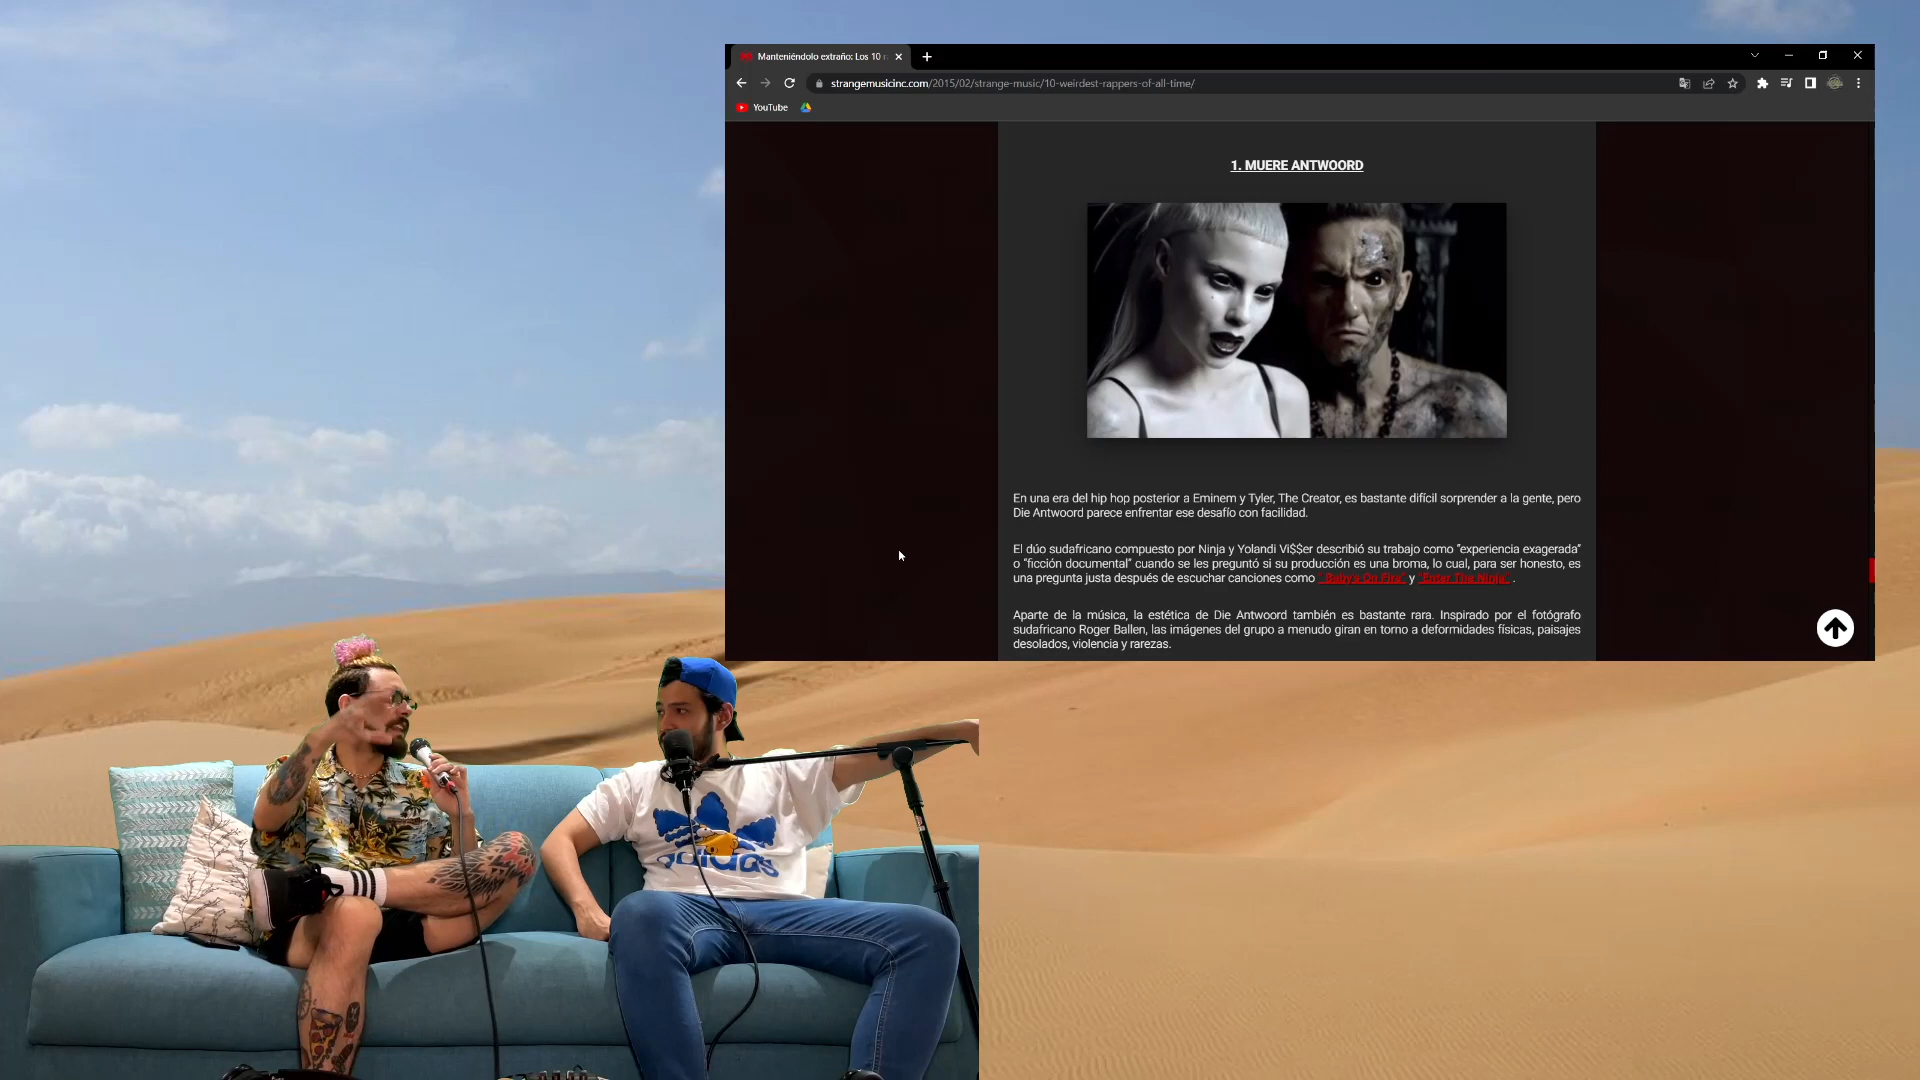 Manteniéndolo extraño: Los 10
strangemusicinc.com/2015/02/strange-music/10-weirdest-rappers-of-all-time/
YouTube
1. MUERE ANTWOORD
En una era del hip hop posterior a Eminem y Tyler, The Creator, es bastante difícil sorprender a la gente, pero
Die Antwoord parece enfrentar ese desafío con facilidad.
El dúo sudafricano compuesto por Ninja y Yolandi Vi$$er describió su trabajo como "experiencia exagerada"
o "ficción documental" cuando se les preguntó si su producción es una broma, lo cual, para ser honesto, es
una pregunta justa después de escuchar canciones como " Baby's On Fire" y "Enter The Ninja" .
Aparte de la música, la estética de Die Antwoord también es bastante rara. Inspirado por el fotógrafo
sudafricano Roger Ballen, las imágenes del grupo a menudo giran en torno a deformidades físicas, paisajes
desolados, violencia y rarezas.
adidas